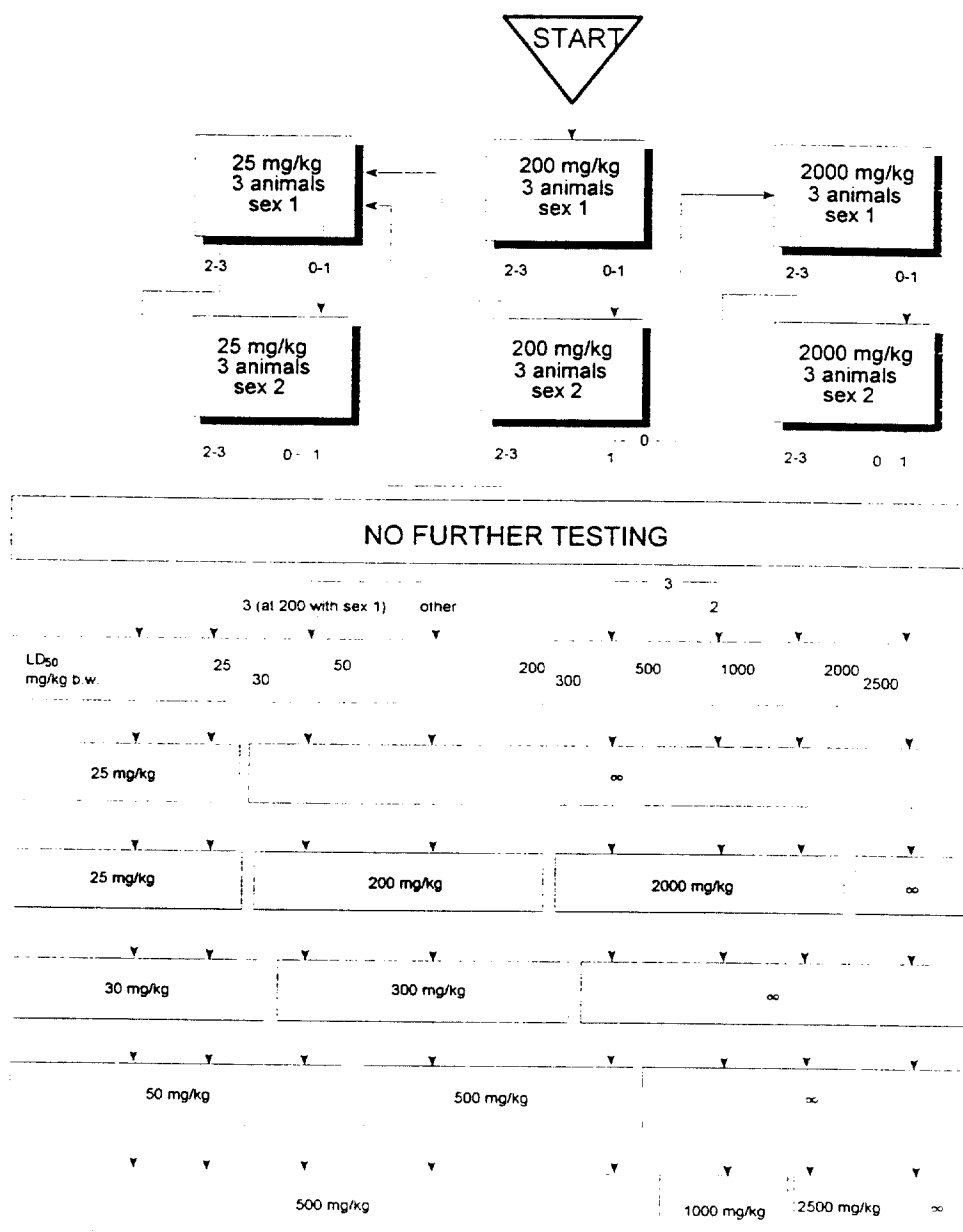 START
25 mg/kg
3 animals
sex 1
200 mg/kg
3 animals
sex 1
2000 mg/kg
3 animals
sex 1
2-3 0-1
2-3 0-1
2-3 0-1
25 mg/kg
3 animals
sex 2
200 mg/kg
3 animals
sex 2
2000 mg/kg
3 animals
sex 2
2-3 0 - 1
2-3 1 0
2-3 0 1
NO FURTHER TESTING
3
3 (at 200 with sex 1) other 2
LD50
mg/kg b.w.
25 50 200 500 1000 2000
30 300 2500
25 mg/kg ∞
25 mg/kg 200 mg/kg 2000 mg/kg ∞
30 mg/kg 300 mg/kg ∞
50 mg/kg 500 mg/kg ∞
500 mg/kg 1000 mg/kg 2500 mg/kg ∞